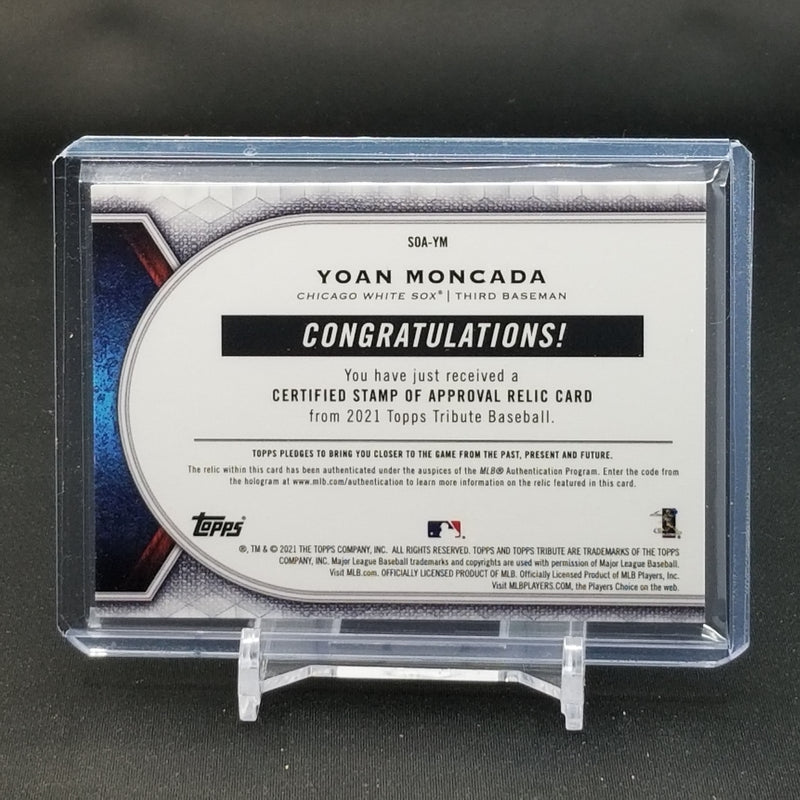 SOA-YM
YOAN MONCADA
CHICAGO WHITE SOX® | THIRD BASEMAN
CONGRATULATIONS!
You have just received a
CERTIFIED STAMP OF APPROVAL RELIC CARD
from 2021 Topps Tribute Baseball.
TOPPS PLEDGES TO BRING YOU CLOSER TO THE GAME FROM THE PAST, PRESENT AND FUTURE.
The relic within this card has been authenticated under the auspices of the MLB® Authentication Program. Enter the code from
the hologram at www.mlb.com/authentication to learn more information on the relic featured in this card.
Topps®
®, TM & © 2021 THE TOPPS COMPANY, INC. ALL RIGHTS RESERVED. TOPPS AND TOPPS TRIBUTE ARE TRADEMARKS OF THE TOPPS
COMPANY, INC. Major League Baseball trademarks and copyrights are used with permission of Major League Baseball.
Visit MLB.com. OFFICIALLY LICENSED PRODUCT OF MLB. Officially Licensed Product of MLB Players, Inc.
Visit MLBPLAYERS.COM, the Players Choice on the web.